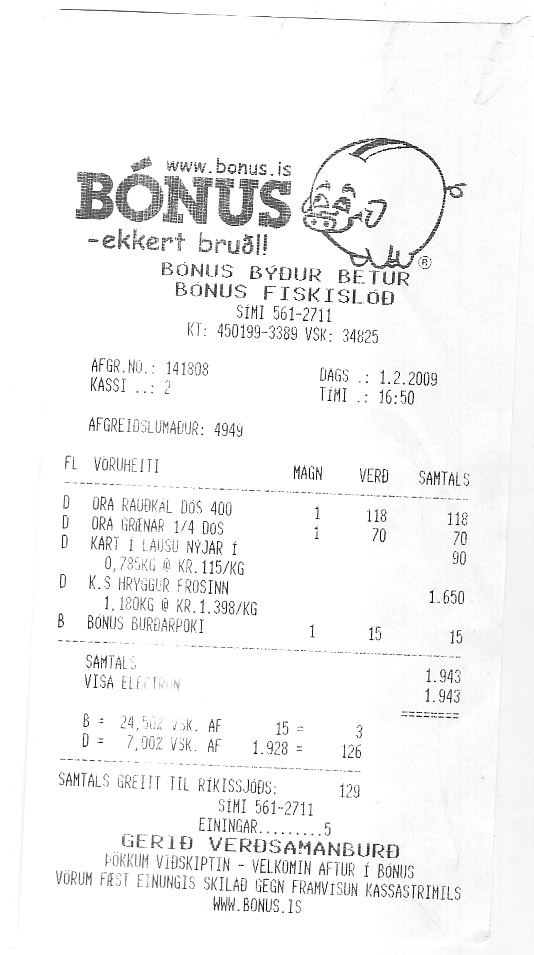 www.bonus.is
BÓNUS
-ekkert bruðl!
®
BÓNUS BÝÐUR BETUR
BÓNUS FISKISLÓÐ
SÍMI 561-2711
KT: 450199-3389 VSK: 34825
AFGR.NO.: 141808 DAGS .: 1.2.2009
KASSI ..: 2 TÍMI .: 16:50
AFGREIÐSLUMAÐUR: 4949
FL VÖRUHEITI MAGN VERÐ SAMTALS
D ORA RAUÐKÁL DÓS 400 1 118 118
D ORA GRÆNAR 1/4 DÓS 1 70 70
D KART Í LAUSU NÝJAR Í 90
0,785KG @ KR.115/KG
D K.S HRYGGUR FROSINN 1.650
1,180KG @ KR.1.398/KG
B BÓNUS BURÐARPOKI 1 15 15
SAMTALS 1.943
VISA ELECTRON 1.943
========
B = 24,50% VSK. AF 15 = 3
D = 7,00% VSK. AF 1.928 = 126
SAMTALS GREITT TIL RÍKISSJÓÐS: 129
SÍMI 561-2711
EININGAR.........5
GERIÐ VERÐSAMANBURÐ
ÞÖKKUM VIÐSKIPTIN - VELKOMIN AFTUR Í BÓNUS
VÖRUM FÆST EINUNGIS SKILAÐ GEGN FRAMVÍSUN KASSASTRIMILS
WWW.BONUS.IS